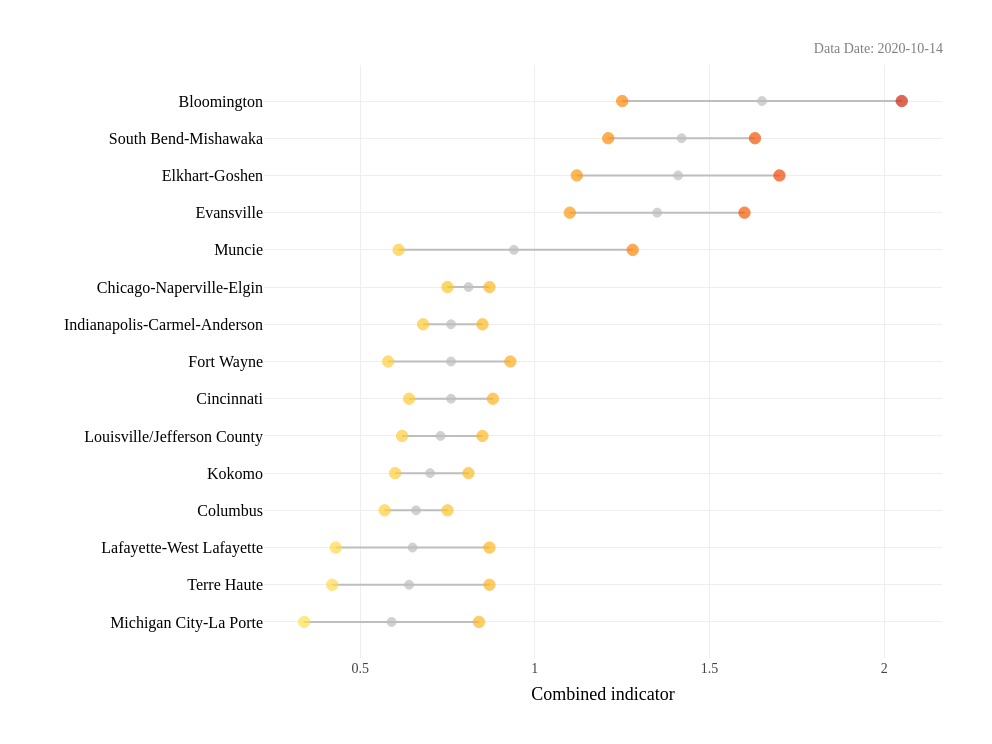 Data Date: 2020-10-14
Bloomington
South Bend-Mishawaka
Elkhart-Goshen
Evansville
Muncie
Chicago-Naperville-Elgin
Indianapolis-Carmel-Anderson
Fort Wayne
Cincinnati
Louisville/Jefferson County
Kokomo
Columbus
Lafayette-West Lafayette
Terre Haute
Michigan City-La Porte
0.5 1 1.5 2
Combined indicator